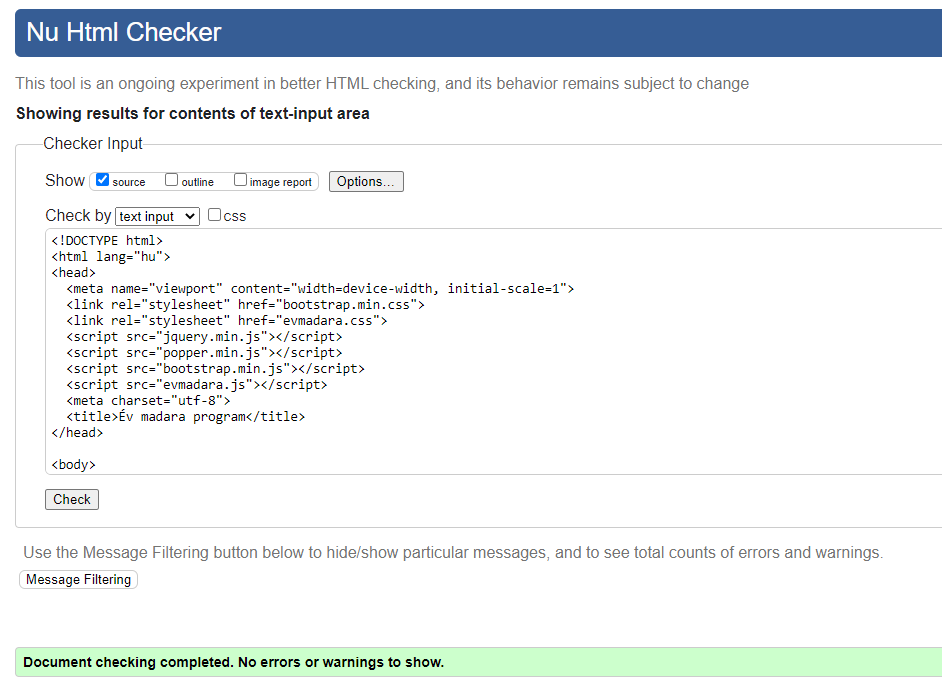 Nu Html Checker
This tool is an ongoing experiment in better HTML checking, and its behavior remains subject to change
Showing results for contents of text-input area
Checker Input
Show source outline image report Options...
Check by text input css
<!DOCTYPE html>
<html lang="hu">
<head>
  <meta name="viewport" content="width=device-width, initial-scale=1">
  <link rel="stylesheet" href="bootstrap.min.css">
  <link rel="stylesheet" href="evmadara.css">
  <script src="jquery.min.js"></script>
  <script src="popper.min.js"></script>
  <script src="bootstrap.min.js"></script>
  <script src="evmadara.js"></script>
  <meta charset="utf-8">
  <title>Év madara program</title>
</head>
<body>
Check
Use the Message Filtering button below to hide/show particular messages, and to see total counts of errors and warnings.
Message Filtering
Document checking completed. No errors or warnings to show.